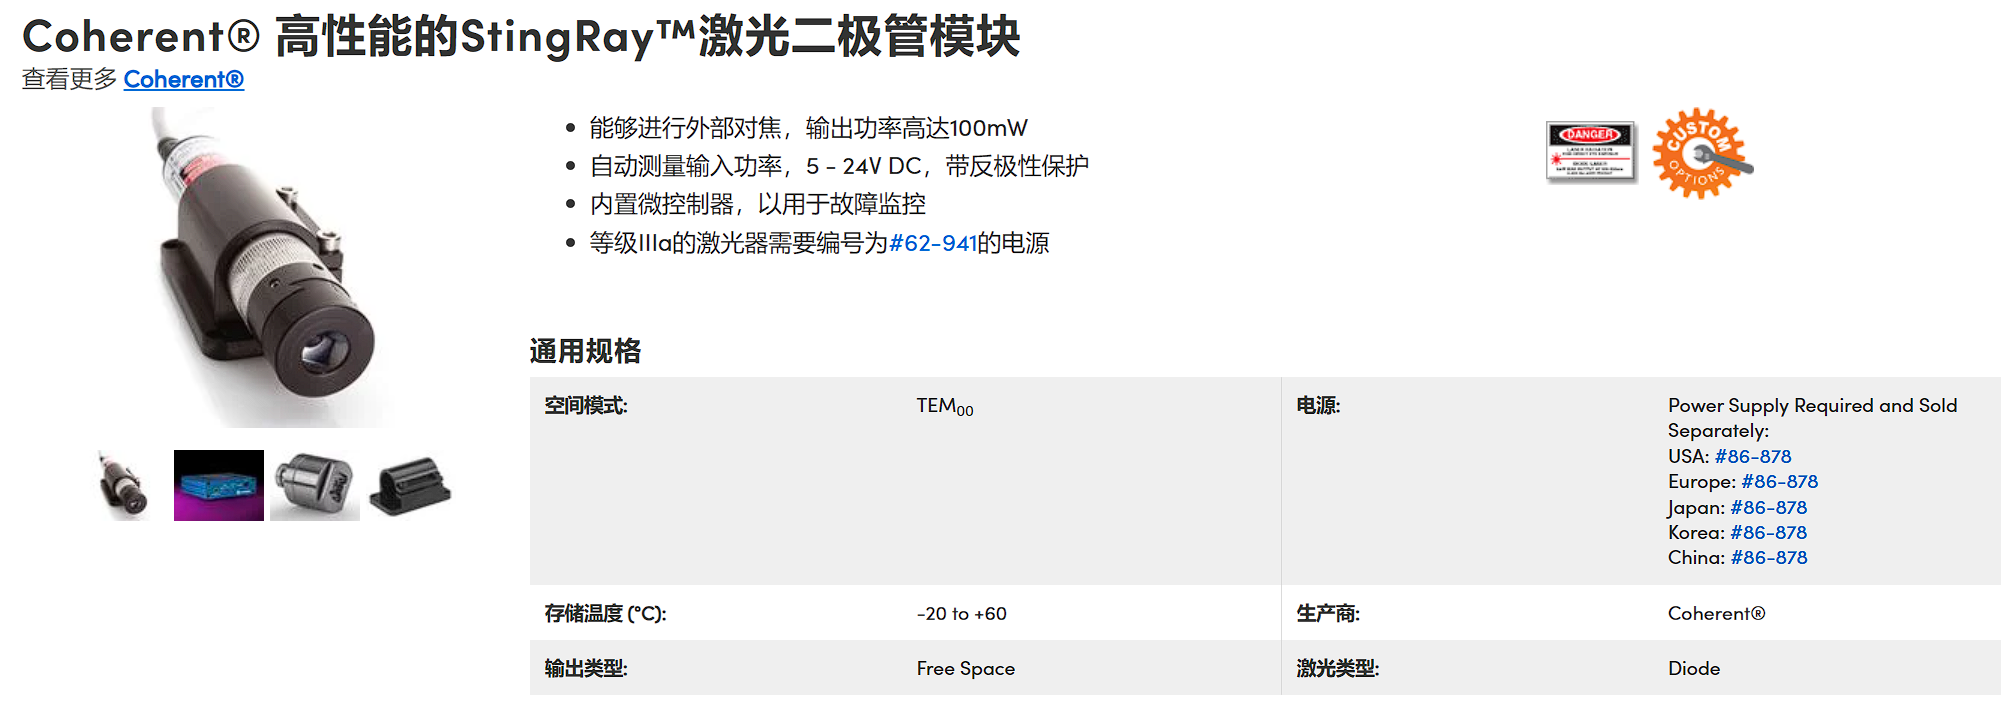 Coherent® 高性能的StingRay™激光二极管模块
查看更多 Coherent®
能够进行外部对焦，输出功率高达100mW
自动测量输入功率，5 - 24V DC，带反极性保护
内置微控制器，以用于故障监控
等级IIIa的激光器需要编号为#62-941的电源
DANGER
CUSTOM OPTIONS
通用规格
空间模式: TEM00 电源: Power Supply Required and Sold
Separately:
USA: #86-878
Europe: #86-878
Japan: #86-878
Korea: #86-878
China: #86-878
存储温度 (°C): -20 to +60 生产商: Coherent®
输出类型: Free Space 激光类型: Diode